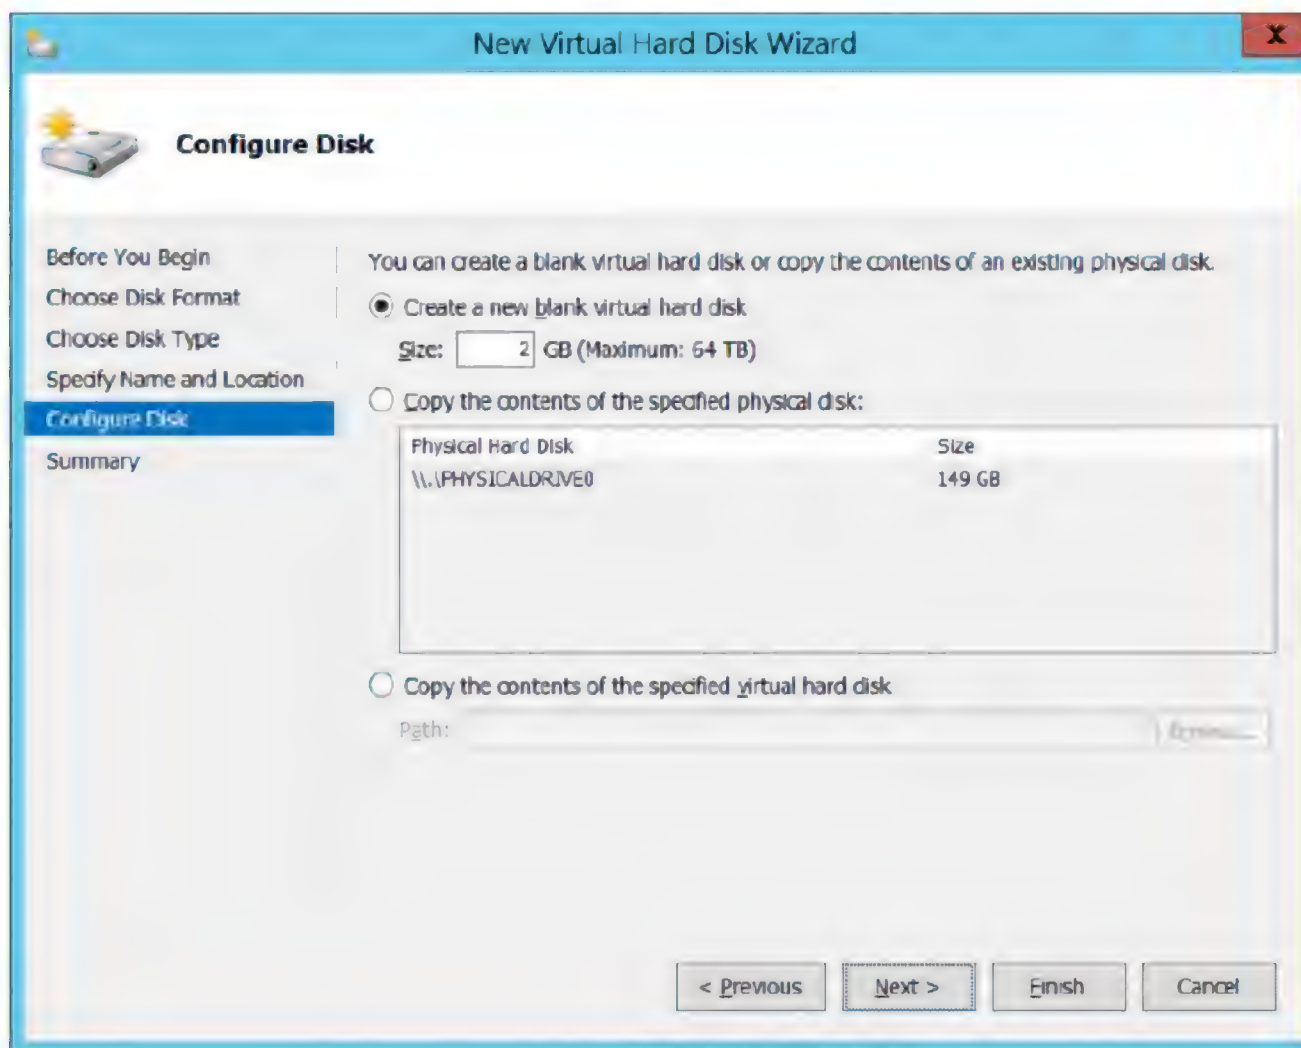 New Virtual Hard Disk Wizard
X
Configure Disk
Before You Begin
Choose Disk Format
Choose Disk Type
Specify Name and Location
Configure Disk
Summary
You can create a blank virtual hard disk or copy the contents of an existing physical disk.
Create a new blank virtual hard disk
Size: 2 GB (Maximum: 64 TB)
Copy the contents of the specified physical disk:
Physical Hard Disk Size
\\.\PHYSICALDRIVE0 149 GB
Copy the contents of the specified virtual hard disk
Path:
< Previous Next > Finish Cancel